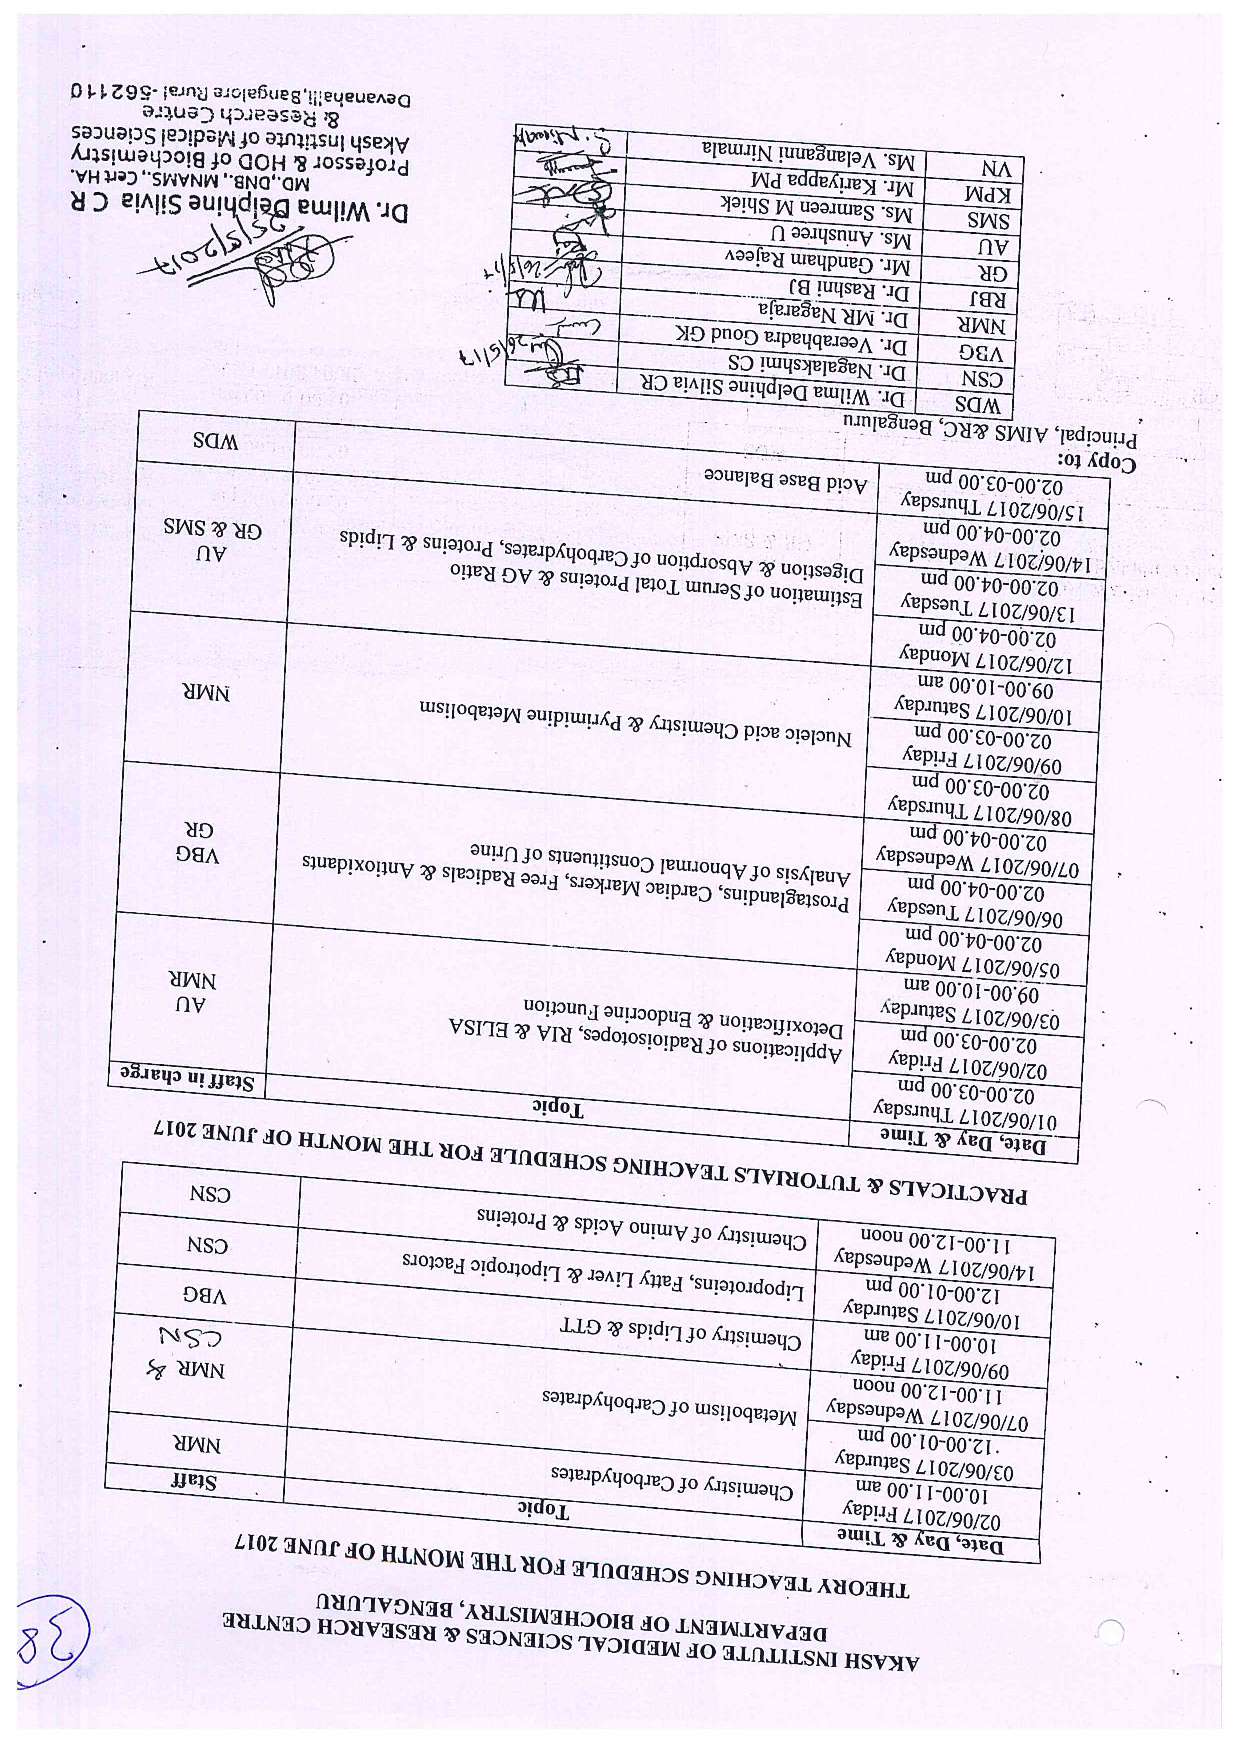 38
AKASH INSTITUTE OF MEDICAL SCIENCES & RESEARCH CENTRE
DEPARTMENT OF BIOCHEMISTRY, BENGALURU
THEORY TEACHING SCHEDULE FOR THE MONTH OF JUNE 2017
Date, Day & Time Topic Staff
02/06/2017 Friday
10.00-11.00 am Chemistry of Carbohydrates NMR
03/06/2017 Saturday
12.00-01.00 pm
07/06/2017 Wednesday
11.00-12.00 noon Metabolism of Carbohydrates NMR &
CSN
09/06/2017 Friday
10.00-11.00 am Chemistry of Lipids & GTT VBG
10/06/2017 Saturday
12.00-01.00 pm Lipoproteins, Fatty Liver & Lipotropic Factors CSN
14/06/2017 Wednesday
11.00-12.00 noon Chemistry of Amino Acids & Proteins CSN
PRACTICALS & TUTORIALS TEACHING SCHEDULE FOR THE MONTH OF JUNE 2017
Date, Day & Time Topic Staff in charge
01/06/2017 Thursday
02.00-03.00 pm
02/06/2017 Friday
02.00-03.00 pm
03/06/2017 Saturday
09.00-10.00 am
Applications of Radioisotopes, RIA & ELISA AU
Detoxification & Endocrine Function NMR
05/06/2017 Monday
02.00-04.00 pm
06/06/2017 Tuesday
02.00-04.00 pm
07/06/2017 Wednesday
02.00-04.00 pm
Prostaglandins, Cardiac Markers, Free Radicals & Antioxidants VBG
Analysis of Abnormal Constituents of Urine GR
08/06/2017 Thursday
02.00-03.00 pm
09/06/2017 Friday
02.00-03.00 pm
10/06/2017 Saturday
09.00-10.00 am
Nucleic acid Chemistry & Pyrimidine Metabolism NMR
12/06/2017 Monday
02.00-04.00 pm
13/06/2017 Tuesday
02.00-04.00 pm
14/06/2017 Wednesday
02.00-04.00 pm
Estimation of Serum Total Proteins & AG Ratio AU
Digestion & Absorption of Carbohydrates, Proteins & Lipids GR & SMS
15/06/2017 Thursday
02.00-03.00 pm Acid Base Balance WDS
Copy to:
Principal, AIMS &RC, Bengaluru
WDS Dr. Wilma Delphine Silvia CR
CSN Dr. Nagalakshmi CS 26/5/17
VBG Dr. Veerabhadra Goud GK
NMR Dr. MR Nagaraja
RBJ Dr. Rashni BJ 26/5/17
GR Mr. Gandham Rajeev
AU Ms. Anushree U
SMS Ms. Samreen M Shiek
KPM Mr. Kariyappa PM
VN Ms. Velanganni Nirmala
25/5/2017
Dr. Wilma Delphine Silvia C R
MD.,DNB., MNAMS., Cert HA.
Professor & HOD of Biochemistry
Akash Institute of Medical Sciences
& Research Centre
Devanahalli,Bangalore Rural -562110